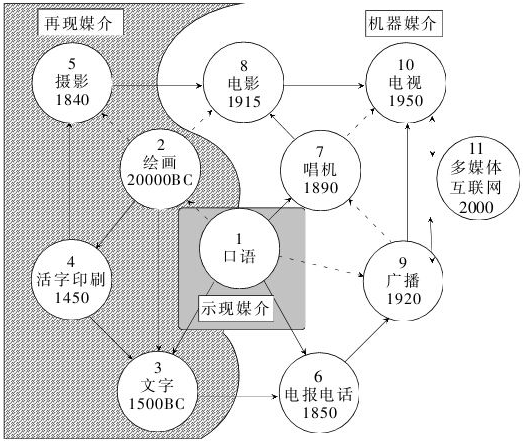 再现媒介
机器媒介
5
摄影
1840
8
电影
1915
10
电视
1950
2
绘画
20000BC
7
唱机
1890
11
多媒体
互联网
2000
1
口语
示现媒介
4
活字印刷
1450
9
广播
1920
3
文字
1500BC
6
电报电话
1850